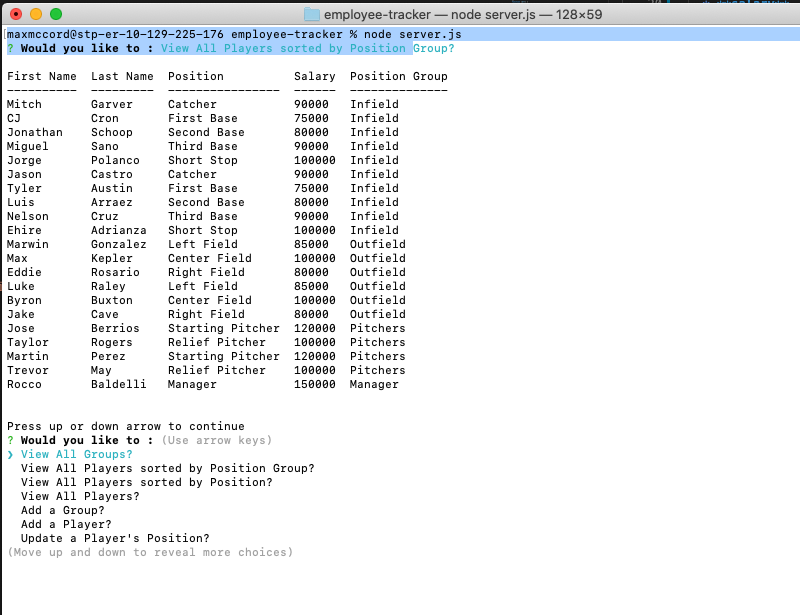 employee-tracker — node server.js — 128×59
maxmccord@stp-er-10-129-225-176 employee-tracker % node server.js
? Would you like to : View All Players sorted by Position Group?
First Name  Last Name  Position          Salary  Position Group
----------  ---------  ----------------  ------  --------------
Mitch       Garver     Catcher           90000   Infield
CJ          Cron       First Base        75000   Infield
Jonathan    Schoop     Second Base       80000   Infield
Miguel      Sano       Third Base        90000   Infield
Jorge       Polanco    Short Stop        100000  Infield
Jason       Castro     Catcher           90000   Infield
Tyler       Austin     First Base        75000   Infield
Luis        Arraez     Second Base       80000   Infield
Nelson      Cruz       Third Base        90000   Infield
Ehire       Adrianza   Short Stop        100000  Infield
Marwin      Gonzalez   Left Field        85000   Outfield
Max         Kepler     Center Field      100000  Outfield
Eddie       Rosario    Right Field       80000   Outfield
Luke        Raley      Left Field        85000   Outfield
Byron       Buxton     Center Field      100000  Outfield
Jake        Cave       Right Field       80000   Outfield
Jose        Berrios    Starting Pitcher  120000  Pitchers
Taylor      Rogers     Relief Pitcher    100000  Pitchers
Martin      Perez      Starting Pitcher  120000  Pitchers
Trevor      May        Relief Pitcher    100000  Pitchers
Rocco       Baldelli   Manager           150000  Manager
Press up or down arrow to continue
? Would you like to : (Use arrow keys)
❯ View All Groups?
  View All Players sorted by Position Group?
  View All Players sorted by Position?
  View All Players?
  Add a Group?
  Add a Player?
  Update a Player's Position?
(Move up and down to reveal more choices)